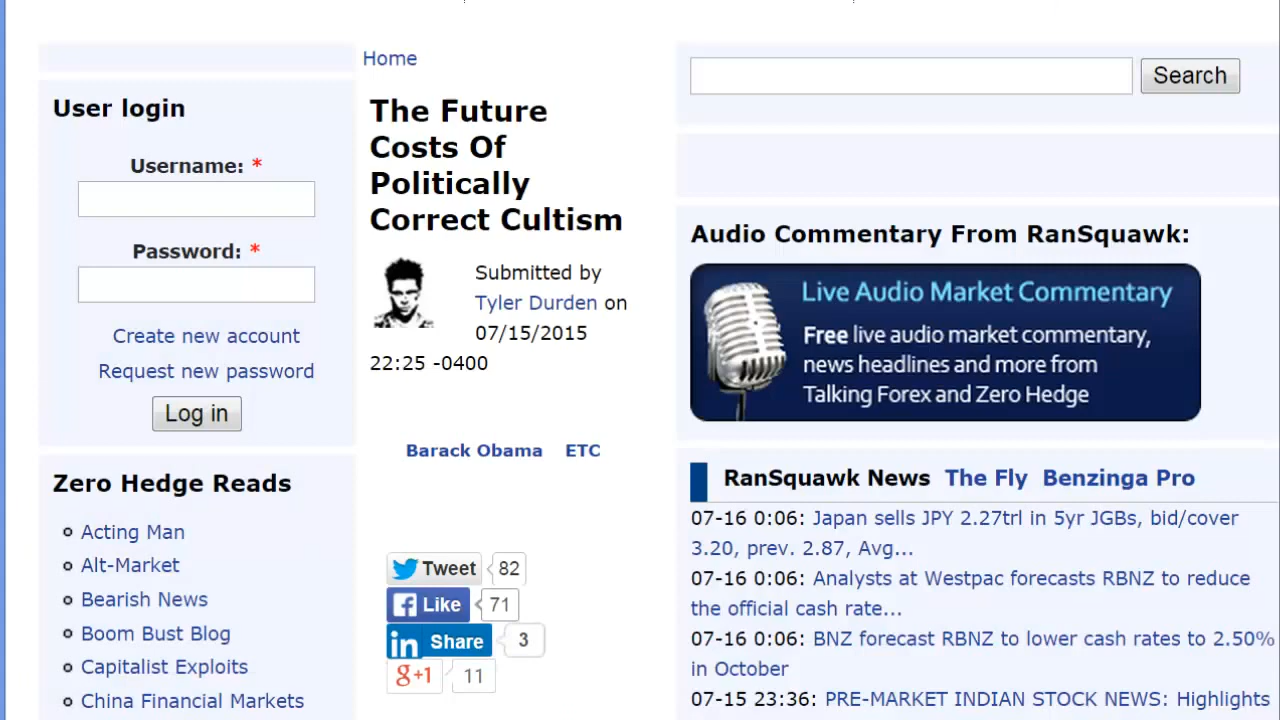 User login
Username: *
Password: *
Create new account
Request new password
Log in
Zero Hedge Reads
Acting Man
Alt-Market
Bearish News
Boom Bust Blog
Capitalist Exploits
China Financial Markets
Home
The Future
Costs Of
Politically
Correct Cultism
Submitted by
Tyler Durden on
07/15/2015
22:25 -0400
Barack Obama ETC
Tweet 82
Like 71
in Share 3
g+1 11
Search
Audio Commentary From RanSquawk:
Live Audio Market Commentary
Free live audio market commentary,
news headlines and more from
Talking Forex and Zero Hedge
RanSquawk News The Fly Benzinga Pro
07-16 0:06: Japan sells JPY 2.27trl in 5yr JGBs, bid/cover
3.20, prev. 2.87, Avg...
07-16 0:06: Analysts at Westpac forecasts RBNZ to reduce
the official cash rate...
07-16 0:06: BNZ forecast RBNZ to lower cash rates to 2.50%
in October
07-15 23:36: PRE-MARKET INDIAN STOCK NEWS: Highlights